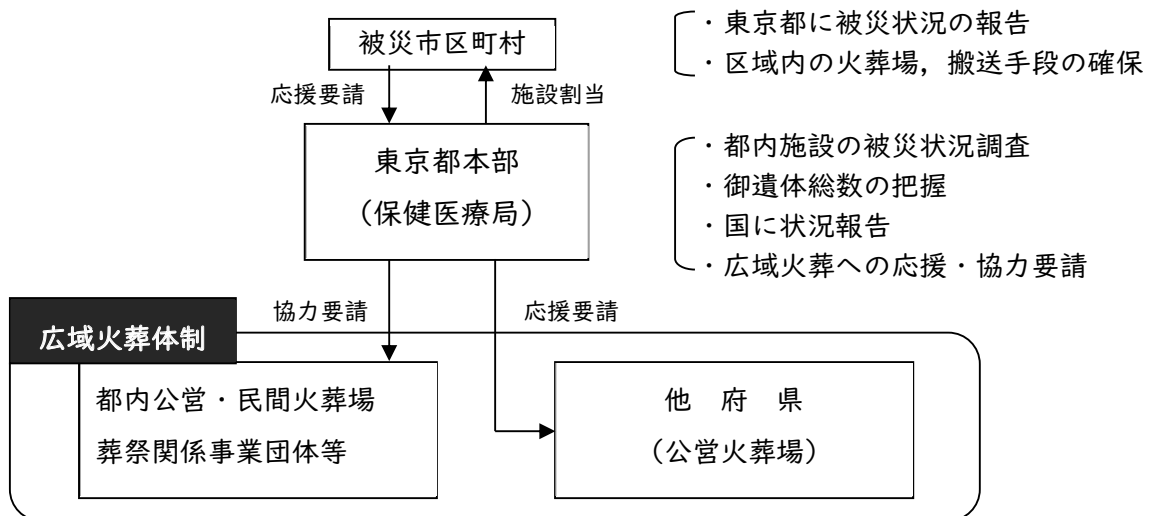 被災市区町村
・東京都に被災状況の報告
・区域内の火葬場，搬送手段の確保
応援要請
施設割当
東京都本部
（保健医療局）
・都内施設の被災状況調査
・御遺体総数の把握
・国に状況報告
・広域火葬への応援・協力要請
協力要請
応援要請
広域火葬体制
都内公営・民間火葬場
葬祭関係事業団体等
他　府　県
（公営火葬場）